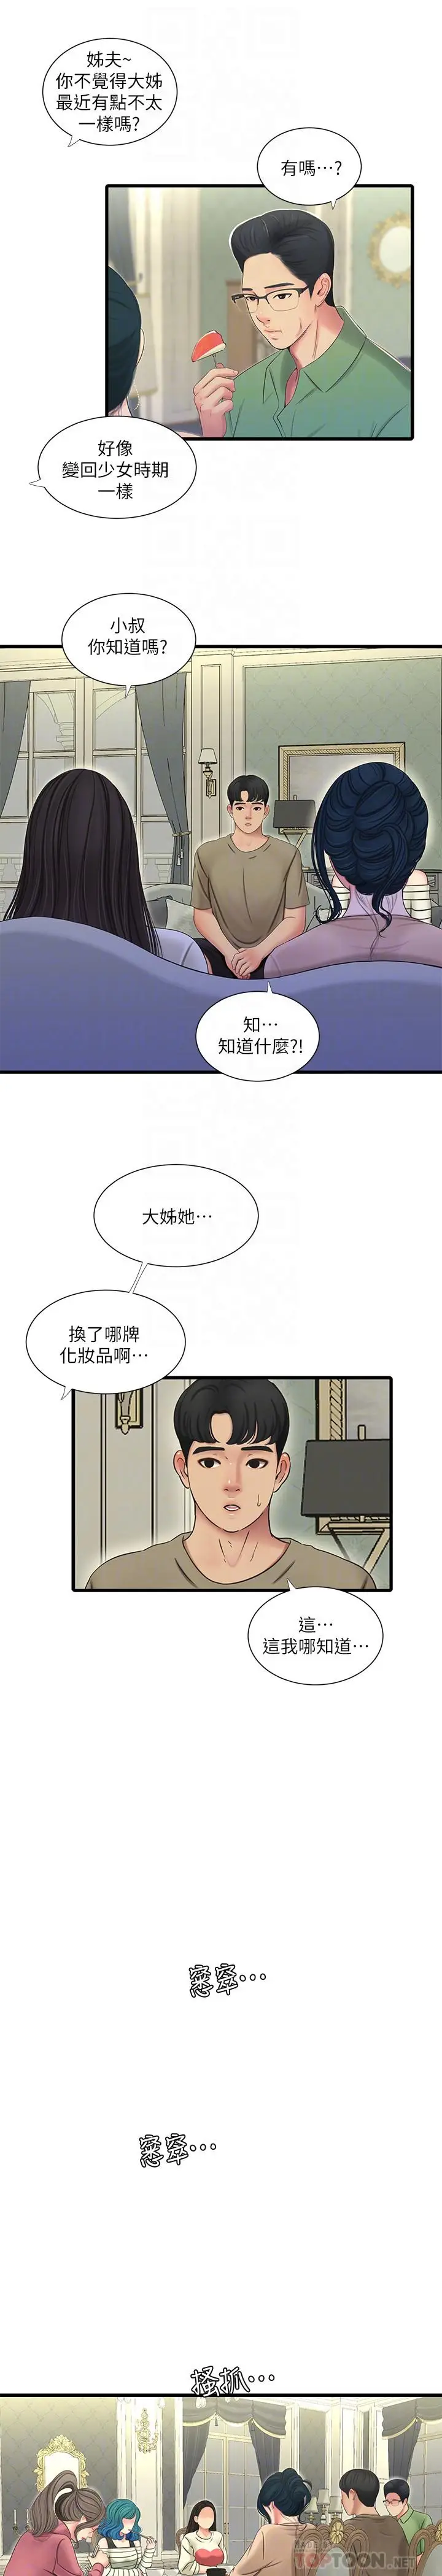 姊夫~
你不覺得大姊
最近有點不太
一樣嗎?
有嗎…?
好像
變回少女時期
一樣
小叔
你知道嗎?
知…
知道什麼?!
大姊她…
換了哪牌
化妝品啊…
這…
這我哪知道…
窸窣…
窸窣…
搔抓…
TOPTOON.NET